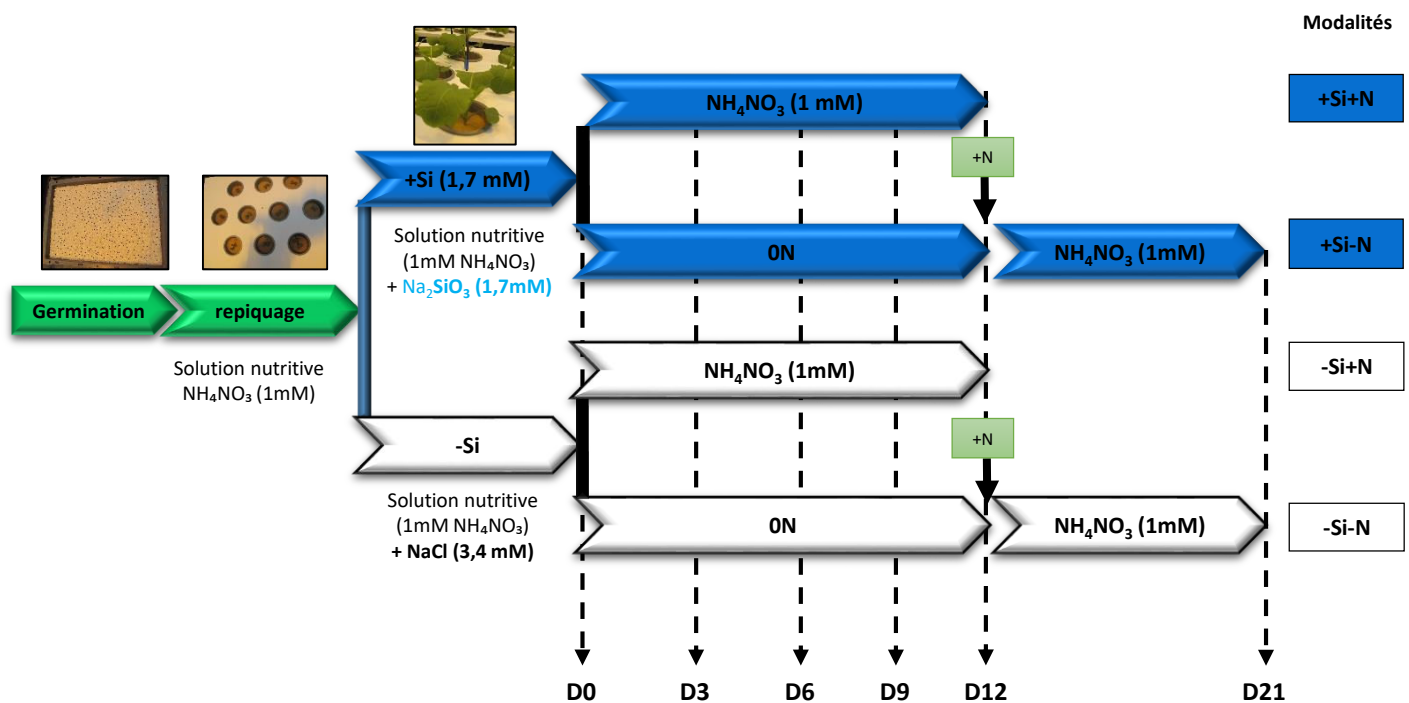 Modalités
NH₄NO₃ (1 mM)
+Si+N
+N
+Si (1,7 mM)
Solution nutritive
(1mM NH₄NO₃)
+ Na₂SiO₃ (1,7mM)
0N
NH₄NO₃ (1mM)
+Si-N
Germination
repiquage
Solution nutritive
NH₄NO₃ (1mM)
NH₄NO₃ (1mM)
-Si+N
+N
-Si
Solution nutritive
(1mM NH₄NO₃)
+ NaCl (3,4 mM)
0N
NH₄NO₃ (1mM)
-Si-N
D0
D3
D6
D9
D12
D21